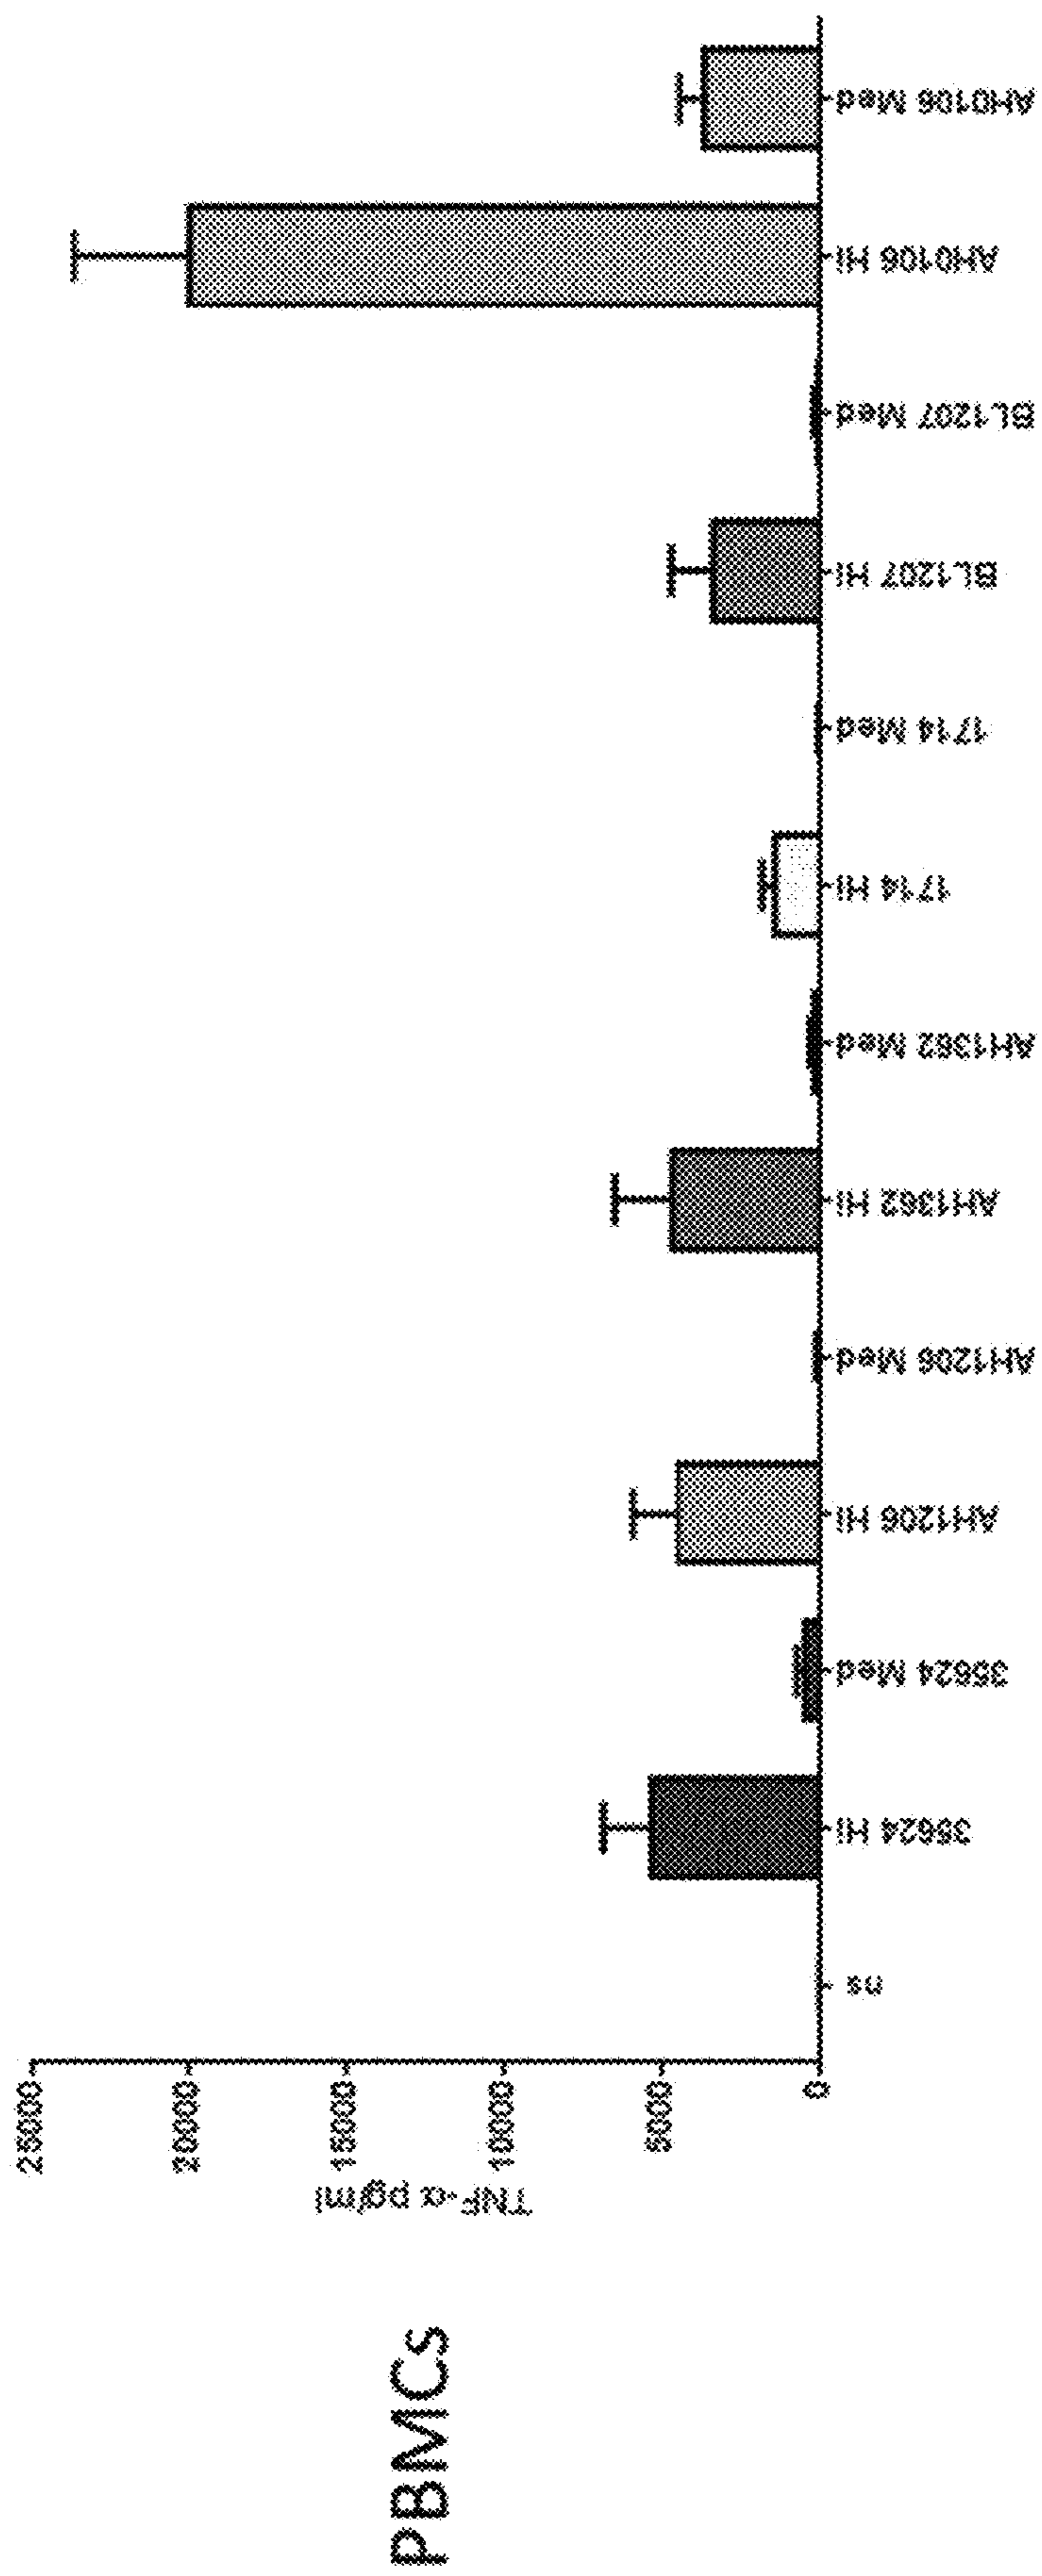 PBMCs
TNF-α pg/ml
25000
20000
15000
10000
5000
0
ns
35624 Hi
35624 Med
AH1206 Hi
AH1206 Med
AH1362 Hi
AH1362 Med
1714 Hi
1714 Med
BL1207 Hi
BL1207 Med
AH0106 Hi
AH0106 Med